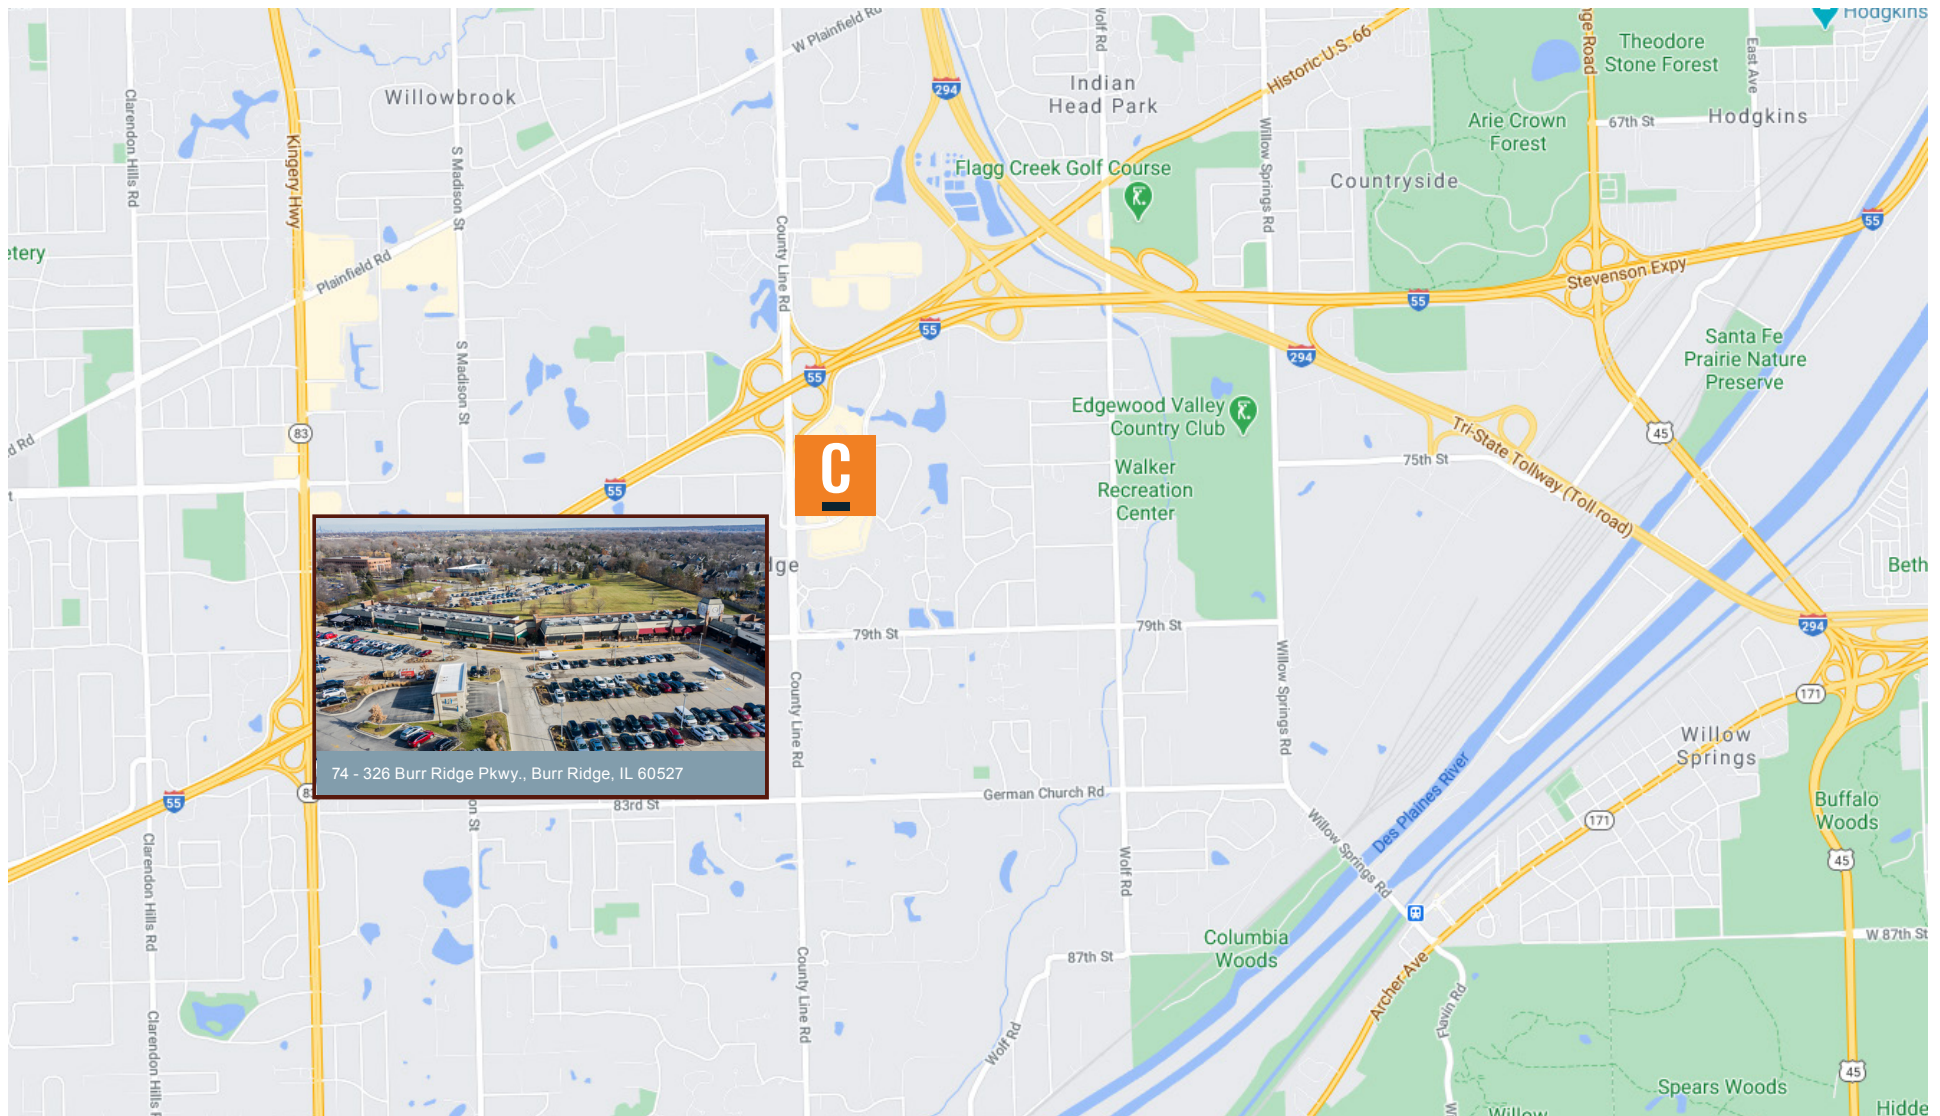 Hodgkins
W Plainfield Rd
Wolf Rd
Historic U.S. 66
Theodore
Stone Forest
East Ave
Willowbrook
Indian
Head Park
294
Clarendon Hills Rd
Kingery Hwy
S Madison St
Willow Springs Rd
Arie Crown
Forest
67th St
Hodgkins
Flagg Creek Golf Course
Countryside
County Line Rd
55
Plainfield Rd
Stevenson Expy
55
55
S Madison St
294
Santa Fe
Prairie Nature
Preserve
55
Edgewood Valley
Country Club
83
45
Tri-State Tollway (Toll road)
C
75th St
Walker
Recreation
Center
55
Beth
79th St
79th St
294
Willow Springs Rd
County Line Rd
171
Willow
Springs
74 - 326 Burr Ridge Pkwy., Burr Ridge, IL 60527
Des Plaines River
55
83rd St
German Church Rd
Buffalo
Woods
Clarendon Hills Rd
Wolf Rd
Willow Springs Rd
171
45
Columbia
Woods
W 87th St
87th St
County Line Rd
Archer Ave
Flavin Rd
Clarendon Hills
Wolf Rd
45
Spears Woods
Willow